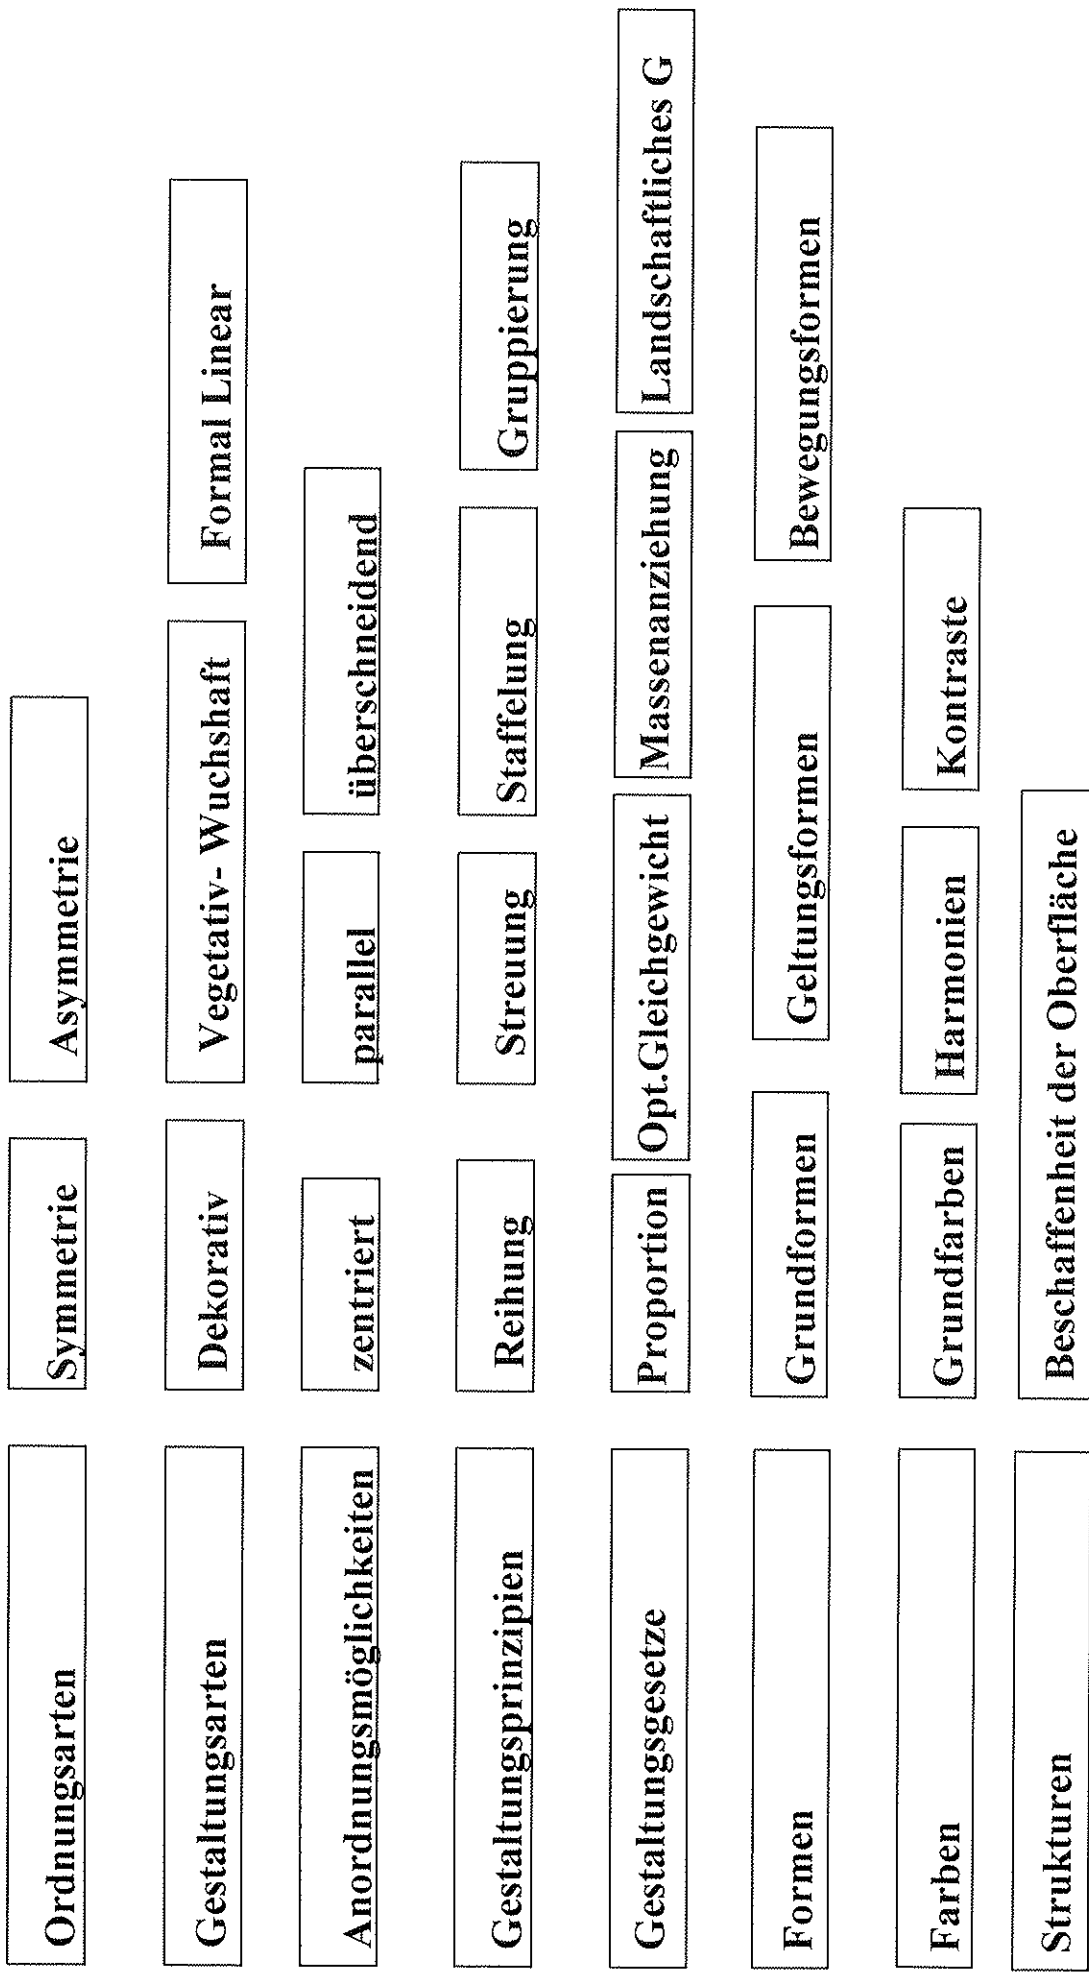 Ordnungsarten Symmetrie Asymmetrie
Gestaltungsarten Dekorativ Vegetativ- Wuchshaft Formal Linear
Anordnungsmöglichkeiten zentriert parallel überschneidend
Gestaltungsprinzipien Reihung Streuung Staffelung Gruppierung
Gestaltungsgesetze Proportion Opt.Gleichgewicht Massenanziehung Landschaftliches G
Formen Grundformen Geltungsformen Bewegungsformen
Farben Grundfarben Harmonien Kontraste
Strukturen Beschaffenheit der Oberfläche